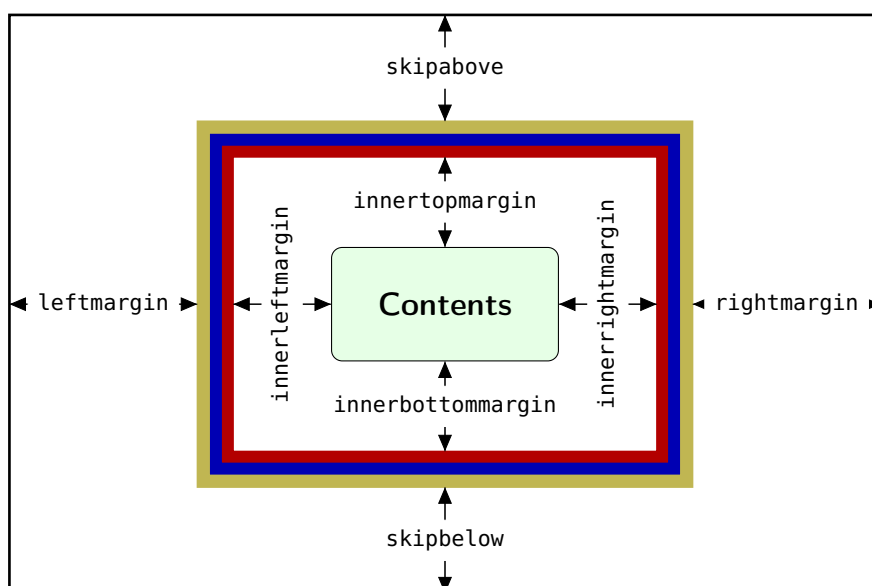 skipabove
innertopmargin
innerleftmargin
innerrightmargin
leftmargin
Contents
rightmargin
innerbottommargin
skipbelow